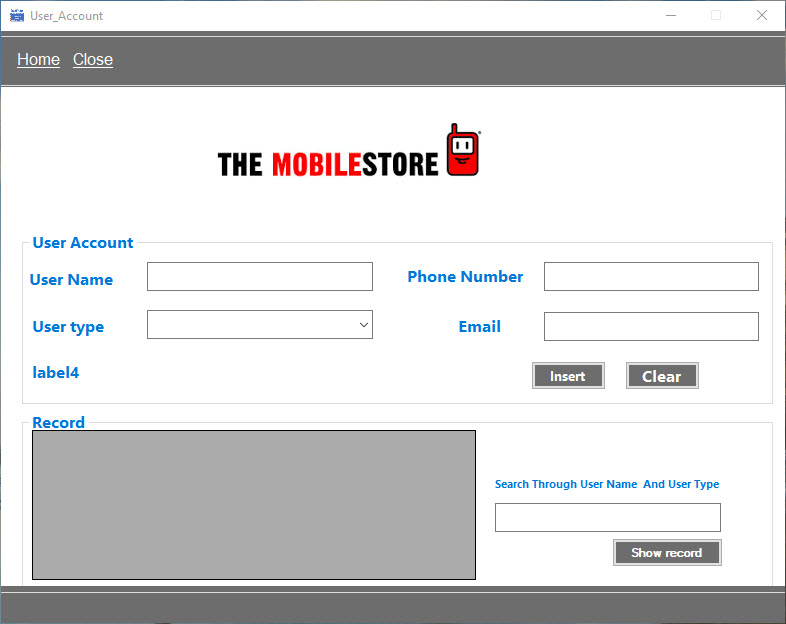 User_Account
Home Close
THE MOBILESTORE
User Account
User Name
Phone Number
User type
Email
label4
Insert
Clear
Record
Search Through User Name And User Type
Show record